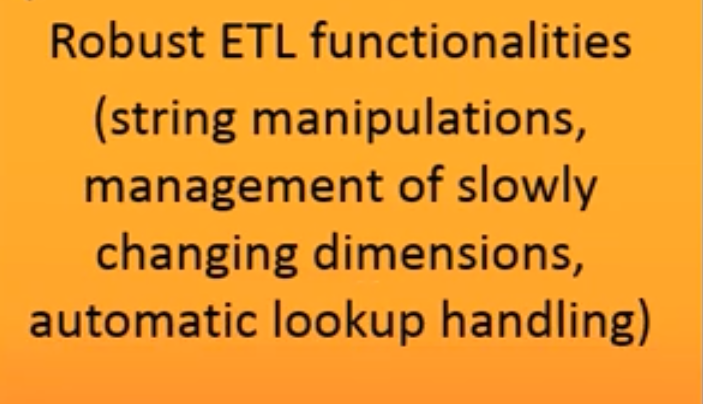 Robust ETL functionalities
(string manipulations,
management of slowly
changing dimensions,
automatic lookup handling)